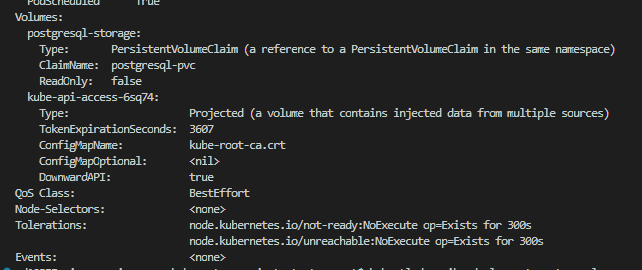 PodScheduled True
Volumes:
postgresql-storage:
Type: PersistentVolumeClaim (a reference to a PersistentVolumeClaim in the same namespace)
ClaimName: postgresql-pvc
ReadOnly: false
kube-api-access-6sq74:
Type: Projected (a volume that contains injected data from multiple sources)
TokenExpirationSeconds: 3607
ConfigMapName: kube-root-ca.crt
ConfigMapOptional: <nil>
DownwardAPI: true
QoS Class: BestEffort
Node-Selectors: <none>
Tolerations: node.kubernetes.io/not-ready:NoExecute op=Exists for 300s
node.kubernetes.io/unreachable:NoExecute op=Exists for 300s
Events: <none>